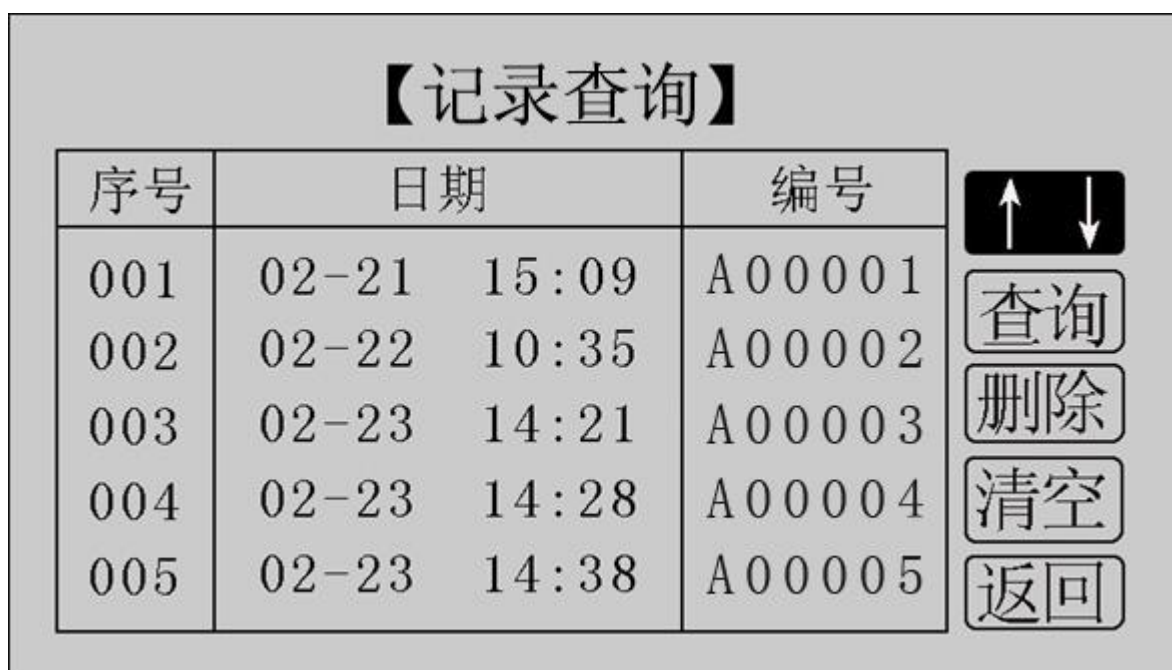 【记录查询】
序号 日期 编号
↑ ↓
001 02-21 15:09 A00001
查询
002 02-22 10:35 A00002
删除
003 02-23 14:21 A00003
清空
004 02-23 14:28 A00004
005 02-23 14:38 A00005
返回